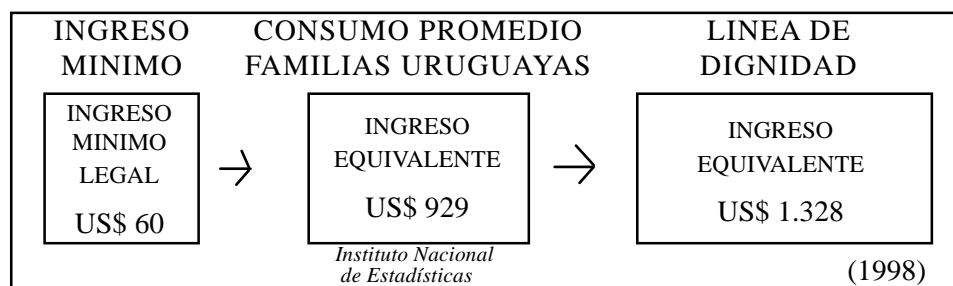 INGRESO
MINIMO
INGRESO
MINIMO
LEGAL
US$ 60
CONSUMO PROMEDIO
FAMILIAS URUGUAYAS
INGRESO
EQUIVALENTE
US$ 929
Instituto Nacional
de Estadísticas
LINEA DE
DIGNIDAD
INGRESO
EQUIVALENTE
US$ 1.328
(1998)